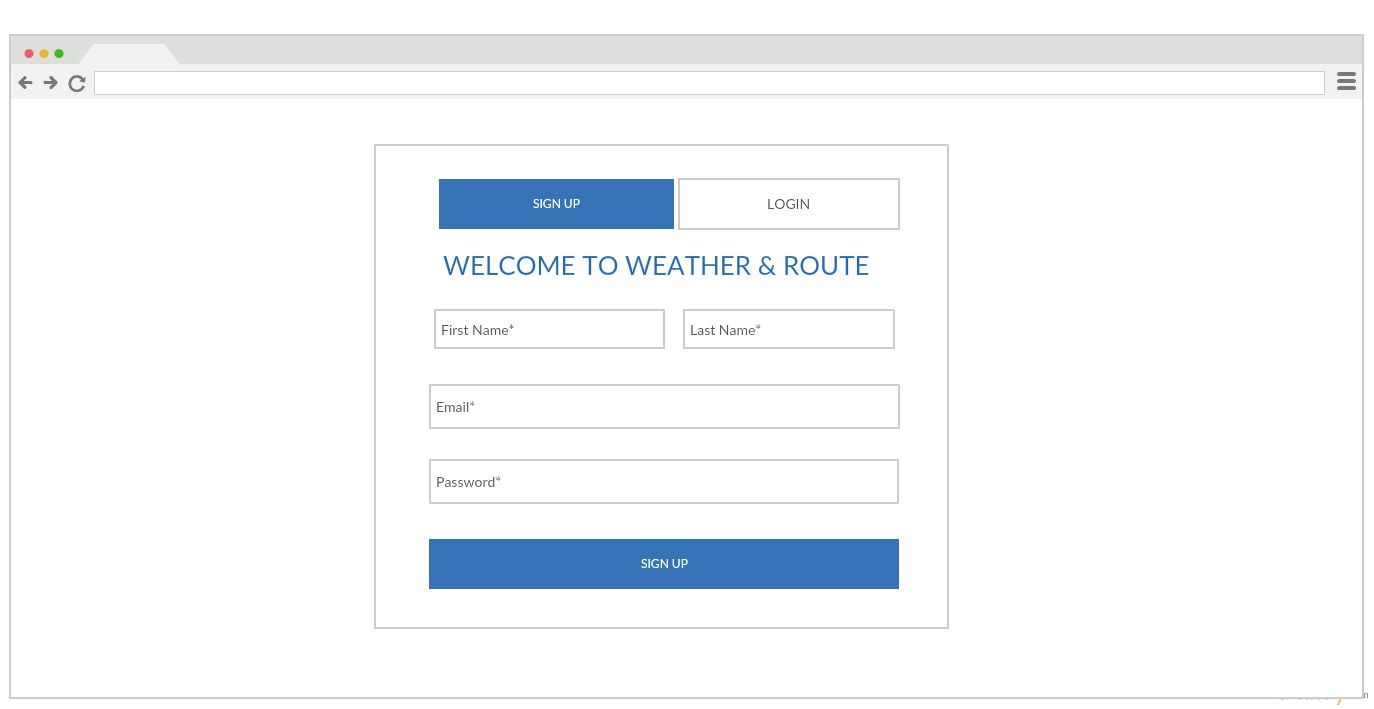 SIGN UP LOGIN
WELCOME TO WEATHER & ROUTE
First Name* Last Name*
Email*
Password*
SIGN UP